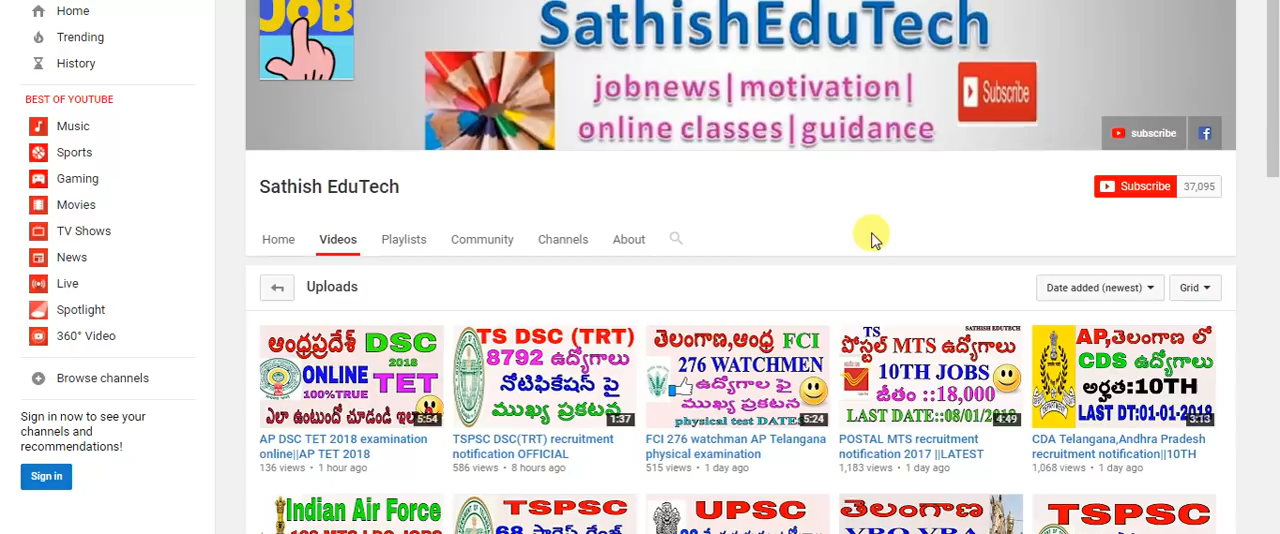 Home
Trending
History
BEST OF YOUTUBE
Music
Sports
Gaming
Movies
TV Shows
News
Live
Spotlight
360° Video
Browse channels
Sign in now to see your
channels and
recommendations!
Sign in
JOB
SathishEduTech
jobnews|motivation|
online classes|guidance
Subscribe
subscribe
Sathish EduTech
Subscribe 37,095
Home Videos Playlists Community Channels About
Uploads
Date added (newest)
Grid
ఆంధ్రప్రదేశ్ DSC
2018
ONLINE TET
100%TRUE
ఎలా ఉంటుందో చూడండి
5:54
AP DSC TET 2018 examination
online||AP TET 2018
136 views • 1 hour ago
TS DSC (TRT)
8792 ఉద్యోగాలు
నోటిఫికేషన్ పై
ముఖ్య ప్రకటన
1:37
TSPSC DSC(TRT) recruitment
notification OFFICIAL
586 views • 8 hours ago
తెలంగాణ,ఆంధ్ర FCI
276 WATCHMEN
ఉద్యోగాల పై
ముఖ్య ప్రకటన
physical test DATES
5:24
FCI 276 watchman AP Telangana
physical examination
515 views • 1 day ago
SATHISH EDUTECH
TS
పోస్టల్ MTS ఉద్యోగాలు
10TH JOBS
జీతం ::18,000
LAST DATE::08/01/2018
4:49
POSTAL MTS recruitment
notification 2017 ||LATEST
1,183 views • 1 day ago
AP,తెలంగాణ లో
CDS ఉద్యోగాలు
అర్హత:10TH
LAST DT:01-01-2018
3:13
CDA Telangana,Andhra Pradesh
recruitment notification||10TH
1,068 views • 1 day ago
Indian Air Force
TSPSC
UPSC
తెలంగాణ
TSPSC